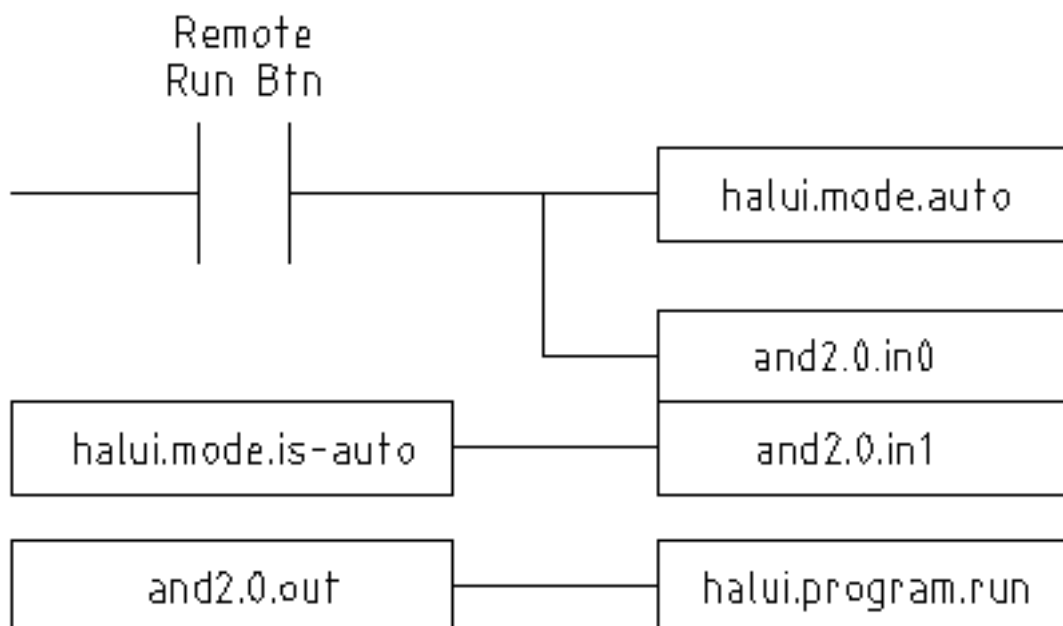 Remote
Run Btn
halui.mode.auto
and2.0.in0
halui.mode.is-auto
and2.0.in1
and2.0.out
halui.program.run